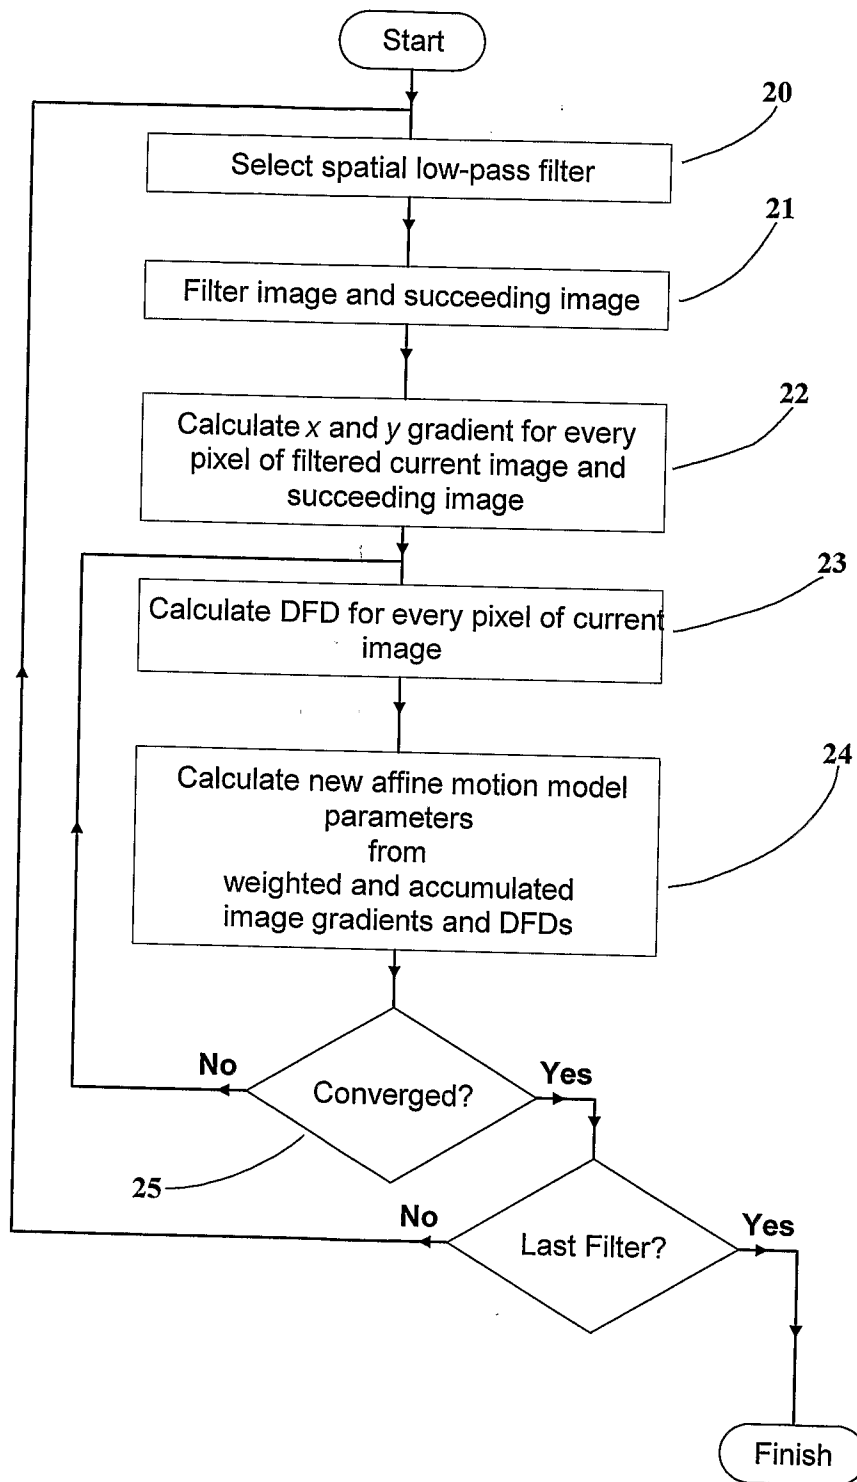 Start
20
Select spatial low-pass filter
21
Filter image and succeeding image
22
Calculate x and y gradient for every
pixel of filtered current image and
succeeding image
23
Calculate DFD for every pixel of current
image
24
Calculate new affine motion model
parameters
from
weighted and accumulated
image gradients and DFDs
No
Converged?
Yes
25
No
Last Filter?
Yes
Finish